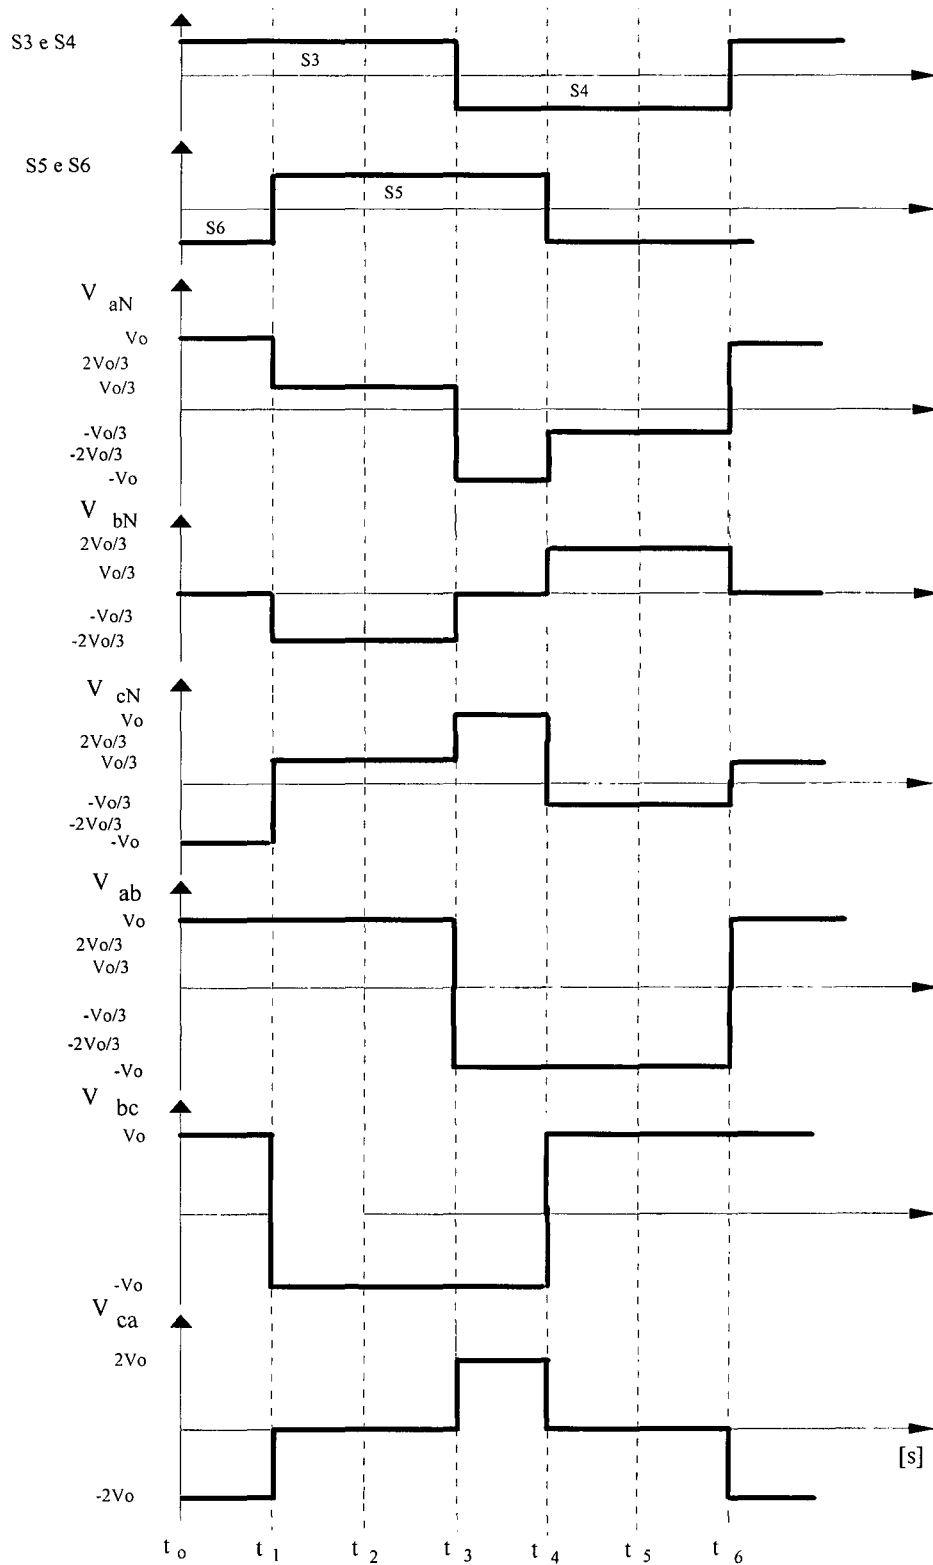 S3 e S4
S3
S4
S5 e S6
S5
S6
V aN
Vo
2Vo/3
Vo/3
-Vo/3
-2Vo/3
-Vo
V bN
2Vo/3
Vo/3
-Vo/3
-2Vo/3
V cN
Vo
2Vo/3
Vo/3
-Vo/3
-2Vo/3
-Vo
V ab
Vo
2Vo/3
Vo/3
-Vo/3
-2Vo/3
-Vo
V bc
Vo
-Vo
V ca
2Vo
[s]
-2Vo
t o t 1 t 2 t 3 t 4 t 5 t 6